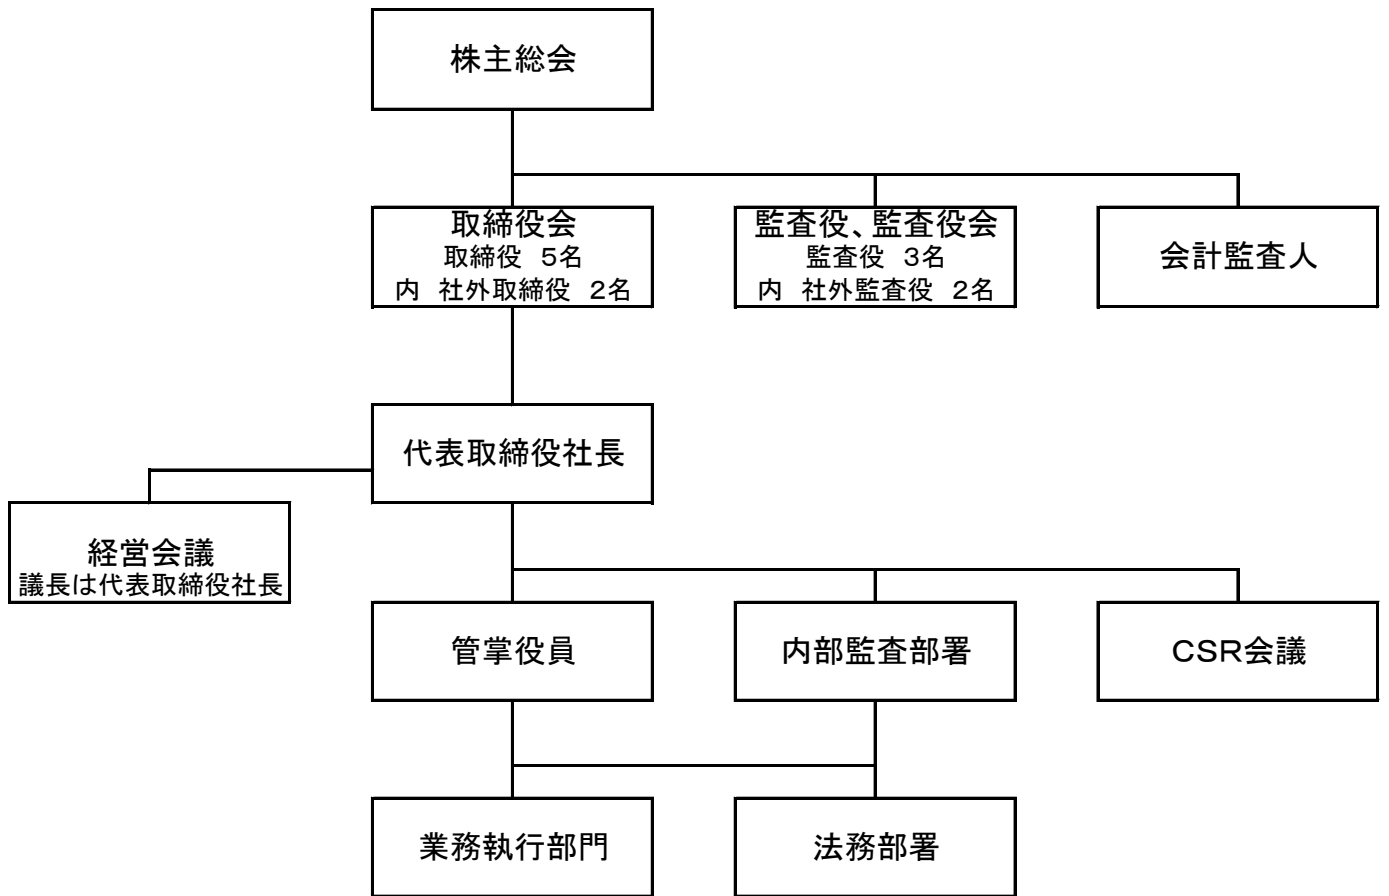 株主総会
取締役会
取締役　5名
内　社外取締役　2名
監査役、監査役会
監査役　3名
内　社外監査役　2名
会計監査人
代表取締役社長
経営会議
議長は代表取締役社長
管掌役員
内部監査部署
CSR会議
業務執行部門
法務部署